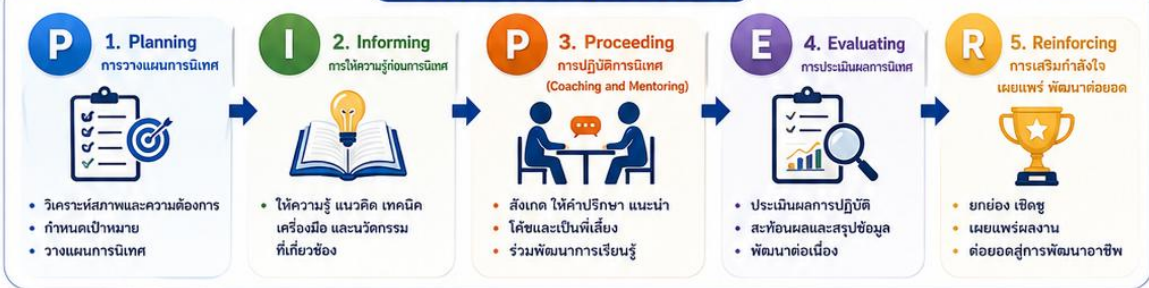 P
1. Planning
การวางแผนการนิเทศ
• วิเคราะห์สภาพและความต้องการ
• กำหนดเป้าหมาย
• วางแผนการนิเทศ
I
2. Informing
การให้ความรู้ก่อนการนิเทศ
• ให้ความรู้ แนวคิด เทคนิค
เครื่องมือ และนวัตกรรม
ที่เกี่ยวข้อง
P
3. Proceeding
การปฏิบัติการนิเทศ
(Coaching and Mentoring)
• สังเกต ให้คำปรึกษา แนะนำ
• โค้ชและเป็นพี่เลี้ยง
• ร่วมพัฒนาการเรียนรู้
E
4. Evaluating
การประเมินผลการนิเทศ
• ประเมินผลการปฏิบัติ
• สะท้อนผลและสรุปข้อมูล
• พัฒนาต่อเนื่อง
R
5. Reinforcing
การเสริมกำลังใจ
เผยแพร่ พัฒนาต่อยอด
• ยกย่อง เชิดชู
• เผยแพร่ผลงาน
• ต่อยอดสู่การพัฒนาอาชีพ